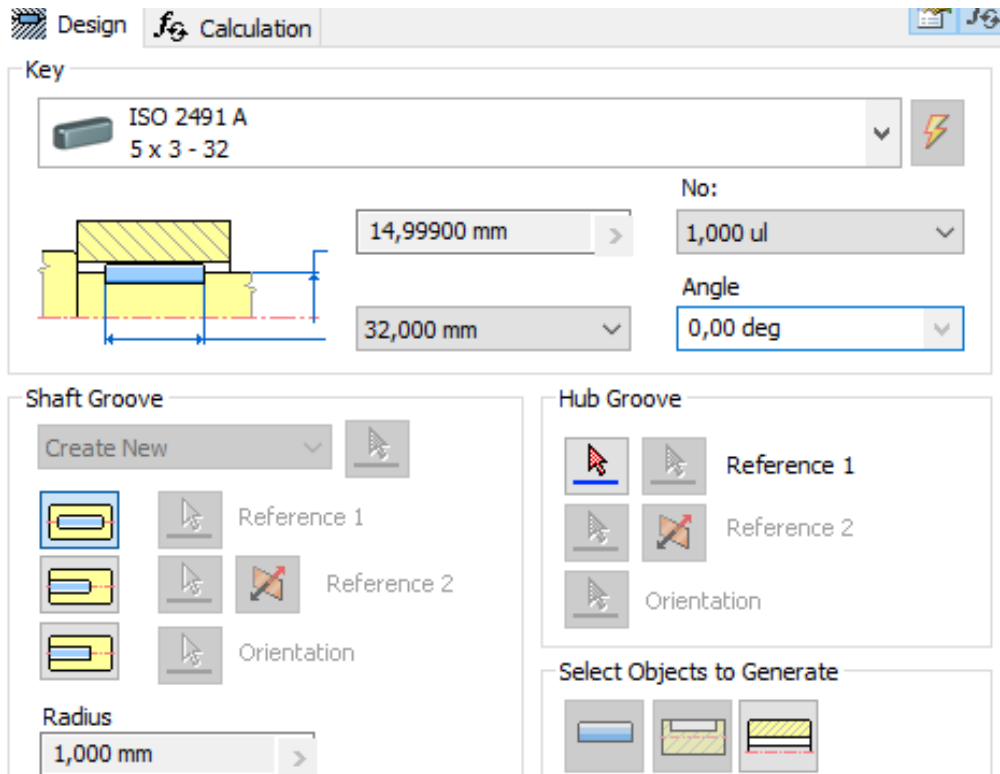 Design
Calculation
Key
ISO 2491 A
5 x 3 - 32
No:
14,99900 mm
1,000 ul
Angle
32,000 mm
0,00 deg
Shaft Groove
Create New
Reference 1
Reference 2
Orientation
Radius
1,000 mm
Hub Groove
Reference 1
Reference 2
Orientation
Select Objects to Generate